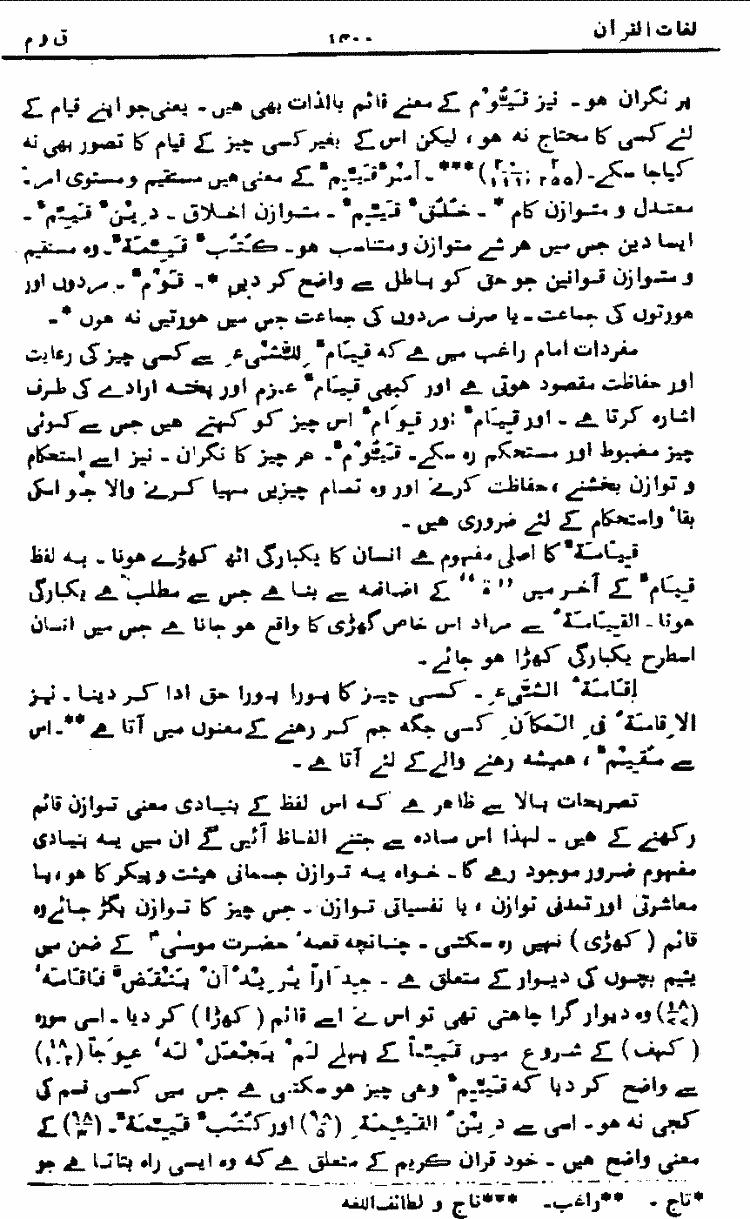 لغات القرآن ۱۴۰۰ ق و م
پر نگران ہو۔ نیز قَیُّوْمٌ کے معنے قائم بالذات بھی ہیں۔ یعنی جو اپنے قیام کے
لئے کسی کا محتاج نہ ہو، لیکن اس کے بغیر کسی چیز کے قیام کا تصور بھی نہ
کیا جا سکے۔ ***۔ اَمْرٌ قَیِّمٌ کے معنی ہیں مستقیم و مستوی امر۔
معتدل و متوازن کام *۔ خُلُقٌ قَیِّمٌ۔ متوازن اخلاق۔ دِیْنٌ قَیِّمٌ۔
ایسا دین جس میں ہر شے متوازن و متناسب ہو۔ کُتُبٌ قَیِّمَۃٌ۔ وہ مستقیم
و متوازن قوانین جو حق کو باطل سے واضح کر دیں *۔ قَوْمٌ۔ مردوں اور
عورتوں کی جماعت۔ یا صرف مردوں کی جماعت جس میں عورتیں نہ ہوں *۔
مفردات امام راغب میں ہے کہ قِیَامٌ لِلشَّیْءِ سے کسی چیز کی رعایت
اور حفاظت مقصود ہوتی ہے اور کبھی قِیَامٌ عزم اور پختہ ارادے کی طرف
اشارہ کرتا ہے۔ اور قِیَامٌ اور قِوَامٌ اس چیز کو کہتے ہیں جس سے کوئی
چیز مضبوط اور مستحکم رہ سکے۔ قَیُّوْمٌ۔ ہر چیز کا نگران۔ نیز اسے استحکام
و توازن بخشنے، حفاظت کرنے اور وہ تمام چیزیں مہیا کرنے والا جو اسکی
بقاء و استحکام کے لئے ضروری ہیں۔
قِیَامَۃٌ کا اصلی مفہوم ہے انسان کا یکبارگی اٹھ کھڑے ہونا۔ یہ لفظ
قِیَامٌ کے آخر میں ''ۃ'' کے اضافہ سے بنا ہے جس سے مطلب ہے یکبارگی
ہونا۔ القِیَامَۃُ سے مراد اس خاص گھڑی کا واقع ہو جانا ہے جس میں انسان
اسطرح یکبارگی کھڑا ہو جائے۔
اِقَامَۃُ الشَّیْءِ۔ کسی چیز کا پورا پورا حق ادا کر دینا۔ نیز
الْاِقَامَۃُ فِی الْمَکَانِ کسی جگہ جم کر رہنے کے معنوں میں آتا ہے **۔ اس
سے مُقِیْمٌ، ہمیشہ رہنے والے کے لئے آتا ہے۔
تصریحات بالا سے ظاہر ہے کہ اس لفظ کے بنیادی معنی توازن قائم
رکھنے کے ہیں۔ لہذا اس مادہ سے جتنے الفاظ آئیں گے ان میں یہ بنیادی
مفہوم ضرور موجود رہے گا۔ خواہ یہ توازن جسمانی ہیئت و پیکر کا ہو، یا
معاشرتی اور تمدنی توازن، یا نفسیاتی توازن۔ جس چیز کا توازن بگڑ جائے وہ
قائم (کھڑی) نہیں رہ سکتی۔ چنانچہ قصہ حضرت موسیٰؑ کے ضمن میں
یتیم بچوں کی دیوار کے متعلق ہے۔ جِدَارًا یُرِیْدُ اَنْ یَنْقَضَّ فَاَقَامَہٗ
(۱۸/۷۷) وہ دیوار گرا چاہتی تھی تو اس نے اسے قائم (کھڑا) کر دیا۔ اسی سورہ
(کہف) کے شروع میں قَیِّمًا کے پہلے لَمْ یَجْعَلْ لَہٗ عِوَجًا (۱۸/۱-۲)
سے واضح کر دیا کہ قَیِّمٌ وہی چیز ہو سکتی ہے جس میں کسی قسم کی
کجی نہ ہو۔ اسی سے دِیْنُ الْقَیِّمَۃِ (۹۸/۵) اور کُتُبٌ قَیِّمَۃٌ۔ (۹۸/۳) کے
معنی واضح ہیں۔ خود قرآن کریم کے متعلق ہے کہ وہ ایسی راہ بتاتا ہے جو
*تاج۔ **راغب۔ ***تاج و لطائف اللغہ